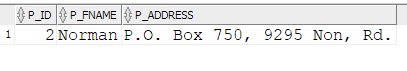 P_ID P_FNAME P_ADDRESS
1 2 Norman P.O. Box 750, 9295 Non, Rd.